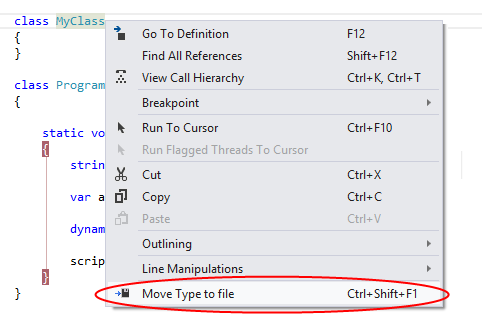 class MyClass
{
}
class Program
{
static vo
{
strin
var a
dynam
scrip
}
}
Go To Definition F12
Find All References Shift+F12
View Call Hierarchy Ctrl+K, Ctrl+T
Breakpoint
Run To Cursor Ctrl+F10
Run Flagged Threads To Cursor
Cut Ctrl+X
Copy Ctrl+C
Paste Ctrl+V
Outlining
Line Manipulations
Move Type to file Ctrl+Shift+F1